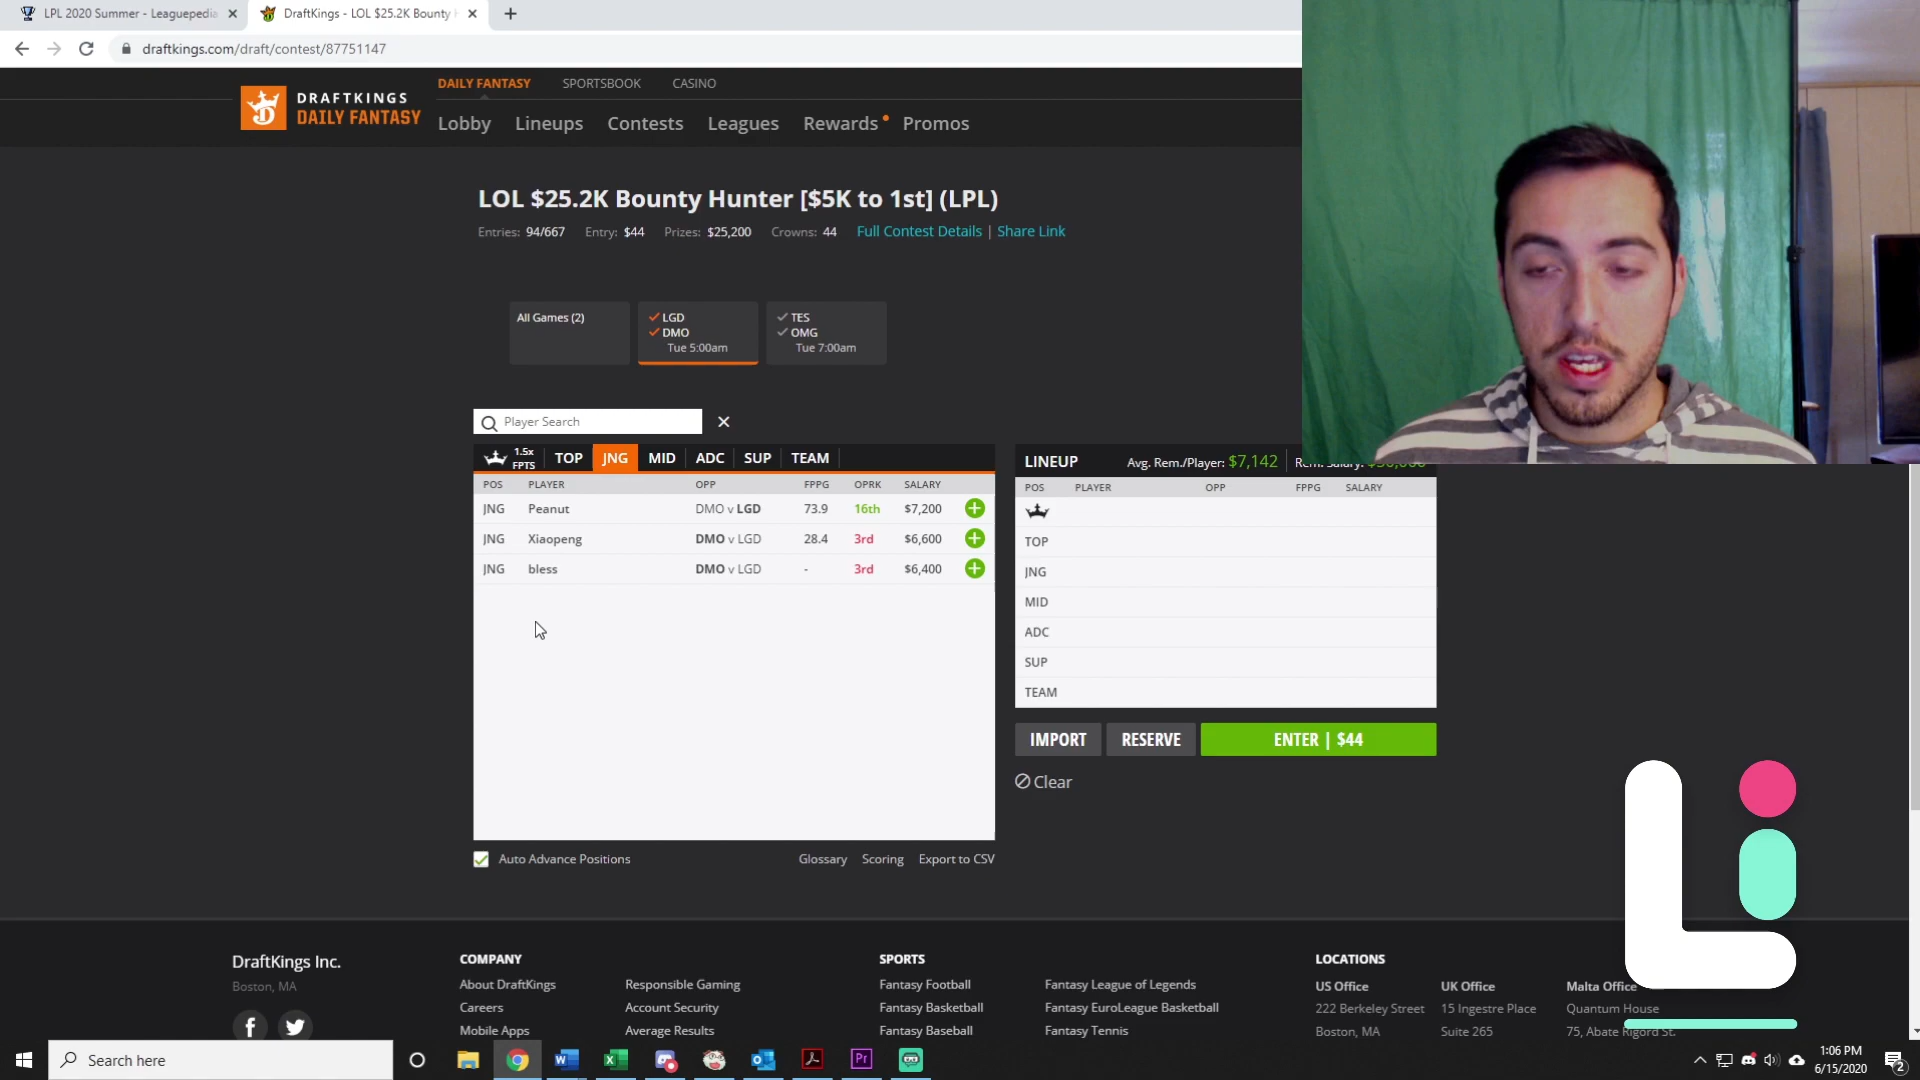 LPL 2020 Summer - Leaguepedia
DraftKings - LOL $25.2K Bounty
draftkings.com/draft/contest/87751147
DAILY FANTASY SPORTSBOOK CASINO
DRAFTKINGS
DAILY FANTASY
Lobby Lineups Contests Leagues Rewards Promos
LOL $25.2K Bounty Hunter [$5K to 1st] (LPL)
Entries: 94/667 Entry: $44 Prizes: $25,200 Crowns: 44 Full Contest Details | Share Link
All Games (2)
LGD
DMO
Tue 5:00am
TES
OMG
Tue 7:00am
Player Search
1.5x FPTS TOP JNG MID ADC SUP TEAM
POS PLAYER OPP FPPG OPRK SALARY
JNG Peanut DMO v LGD 73.9 16th $7,200
JNG Xiaopeng DMO v LGD 28.4 3rd $6,600
JNG bless DMO v LGD - 3rd $6,400
Auto Advance Positions
Glossary Scoring Export to CSV
LINEUP Avg. Rem./Player: $7,142
POS PLAYER OPP FPPG SALARY
TOP
JNG
MID
ADC
SUP
TEAM
IMPORT RESERVE ENTER | $44
Clear
DraftKings Inc.
Boston, MA
COMPANY
About DraftKings Responsible Gaming
Careers Account Security
Mobile Apps Average Results
SPORTS
Fantasy Football Fantasy League of Legends
Fantasy Basketball Fantasy EuroLeague Basketball
Fantasy Baseball Fantasy Tennis
LOCATIONS
US Office UK Office Malta Office
222 Berkeley Street 15 Ingestre Place Quantum House
Boston, MA Suite 265 75, Abate Rigord St.
Search here
1:06 PM
6/15/2020
2